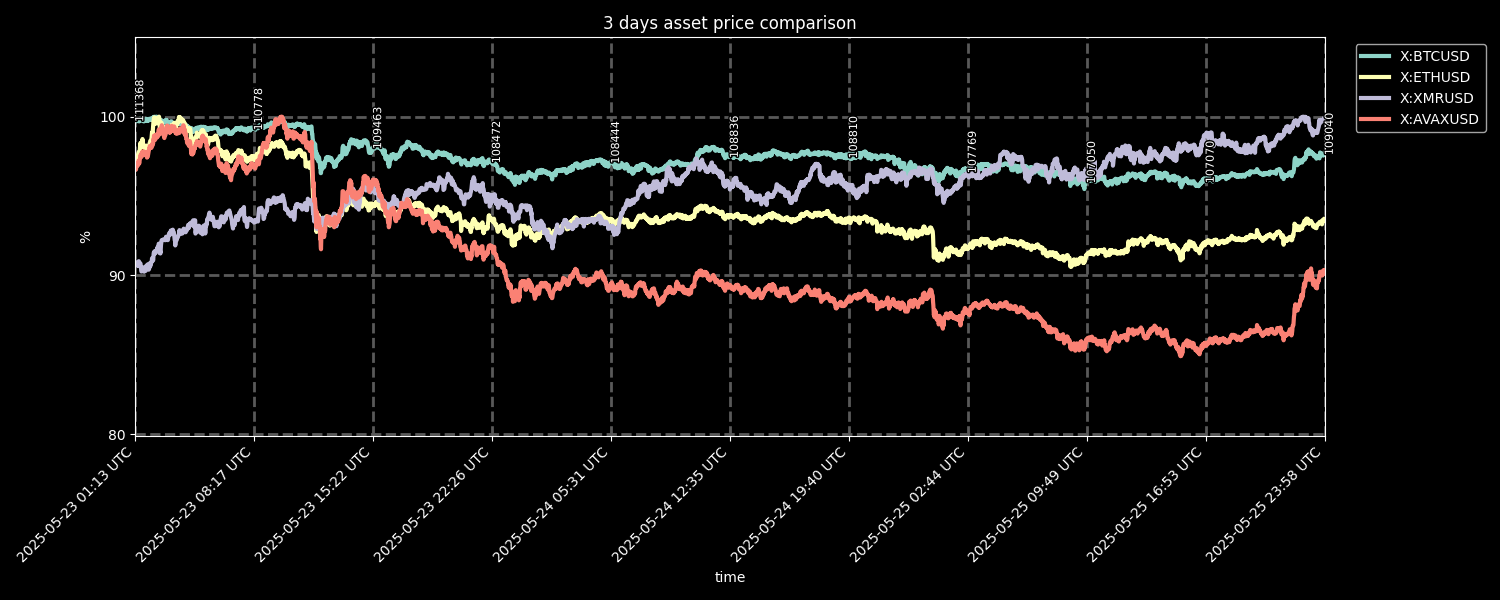 3 days asset price comparison
X:BTCUSD
X:ETHUSD
X:XMRUSD
X:AVAXUSD
100
90
80
%
111368
110778
109463
108472
108444
108836
108810
107769
107050
107070
109040
2025-05-23 01:13 UTC
2025-05-23 08:17 UTC
2025-05-23 15:22 UTC
2025-05-23 22:26 UTC
2025-05-24 05:31 UTC
2025-05-24 12:35 UTC
2025-05-24 19:40 UTC
2025-05-25 02:44 UTC
2025-05-25 09:49 UTC
2025-05-25 16:53 UTC
2025-05-25 23:58 UTC
time